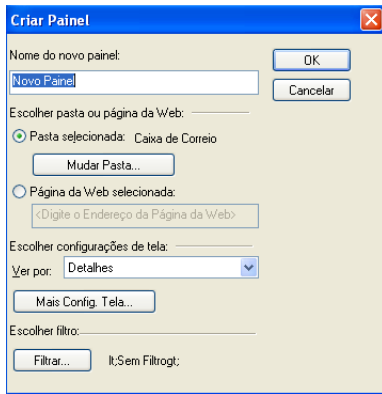 Criar Painel
Nome do novo painel:
OK
Novo Painel
Cancelar
Escolher pasta ou página da Web:
Pasta selecionada: Caixa de Correio
Mudar Pasta...
Página da Web selecionada:
<Digite o Endereço da Página da Web>
Escolher configurações de tela:
Ver por: Detalhes
Mais Config. Tela...
Escolher filtro:
Filtrar... lt;Sem Filtrogt;